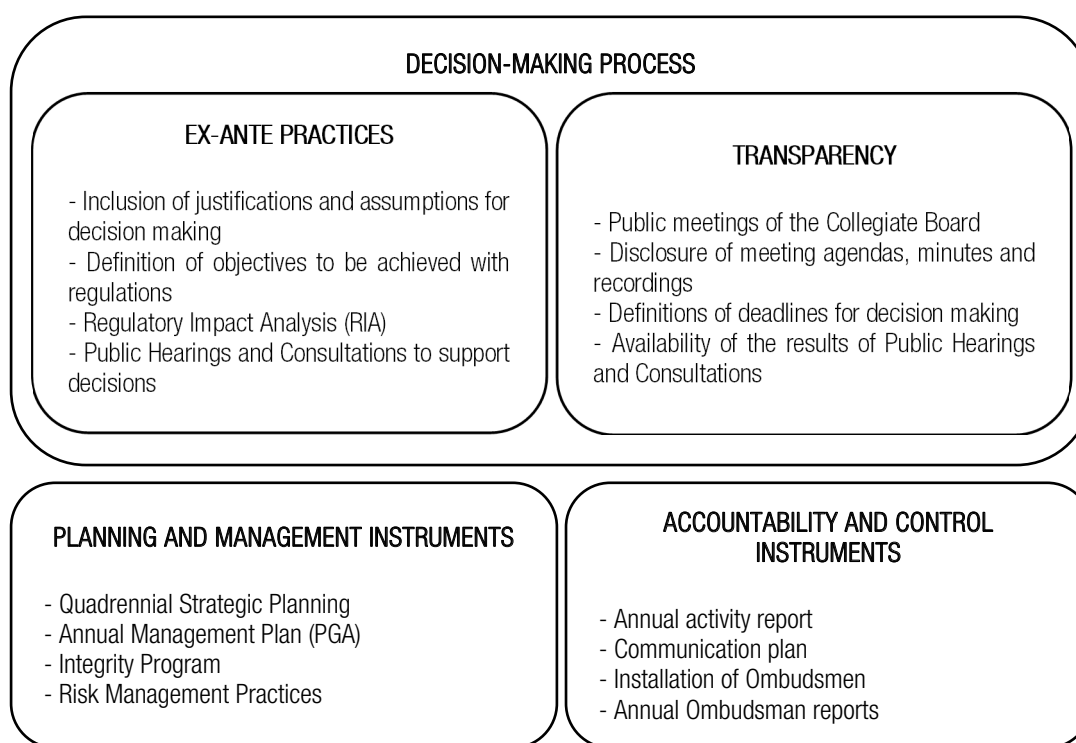 DECISION-MAKING PROCESS
EX-ANTE PRACTICES
- Inclusion of justifications and assumptions for
decision making
- Definition of objectives to be achieved with
regulations
- Regulatory Impact Analysis (RIA)
- Public Hearings and Consultations to support
decisions
TRANSPARENCY
- Public meetings of the Collegiate Board
- Disclosure of meeting agendas, minutes and
recordings
- Definitions of deadlines for decision making
- Availability of the results of Public Hearings
and Consultations
PLANNING AND MANAGEMENT INSTRUMENTS
- Quadrennial Strategic Planning
- Annual Management Plan (PGA)
- Integrity Program
- Risk Management Practices
ACCOUNTABILITY AND CONTROL
INSTRUMENTS
- Annual activity report
- Communication plan
- Installation of Ombudsmen
- Annual Ombudsman reports